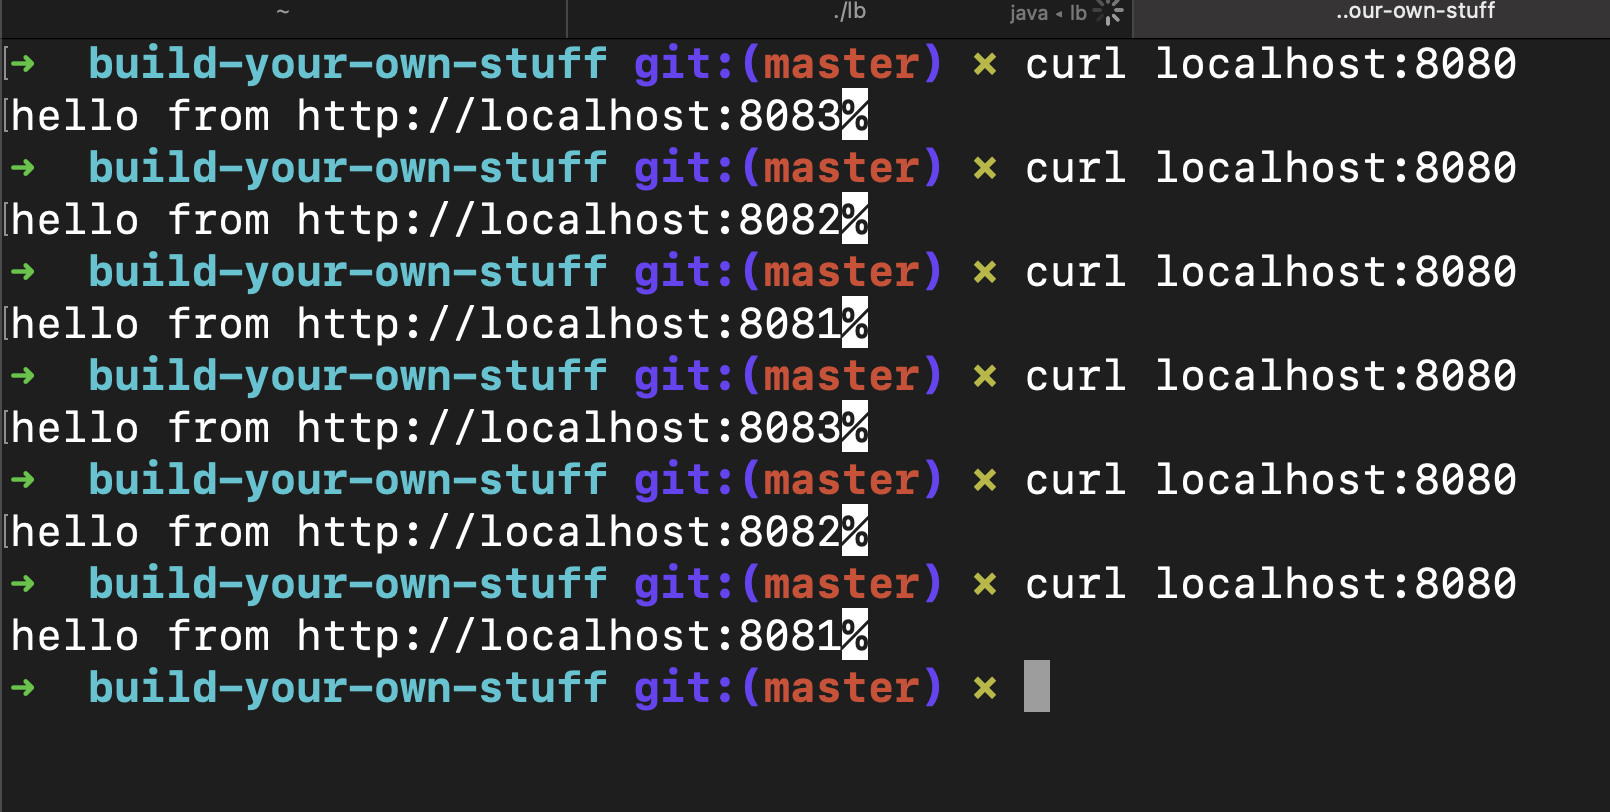 ~ ./lb java ◂ lb ..our-own-stuff
➜ build-your-own-stuff git:(master) ✗ curl localhost:8080
hello from http://localhost:8083%
➜ build-your-own-stuff git:(master) ✗ curl localhost:8080
hello from http://localhost:8082%
➜ build-your-own-stuff git:(master) ✗ curl localhost:8080
hello from http://localhost:8081%
➜ build-your-own-stuff git:(master) ✗ curl localhost:8080
hello from http://localhost:8083%
➜ build-your-own-stuff git:(master) ✗ curl localhost:8080
hello from http://localhost:8082%
➜ build-your-own-stuff git:(master) ✗ curl localhost:8080
hello from http://localhost:8081%
➜ build-your-own-stuff git:(master) ✗